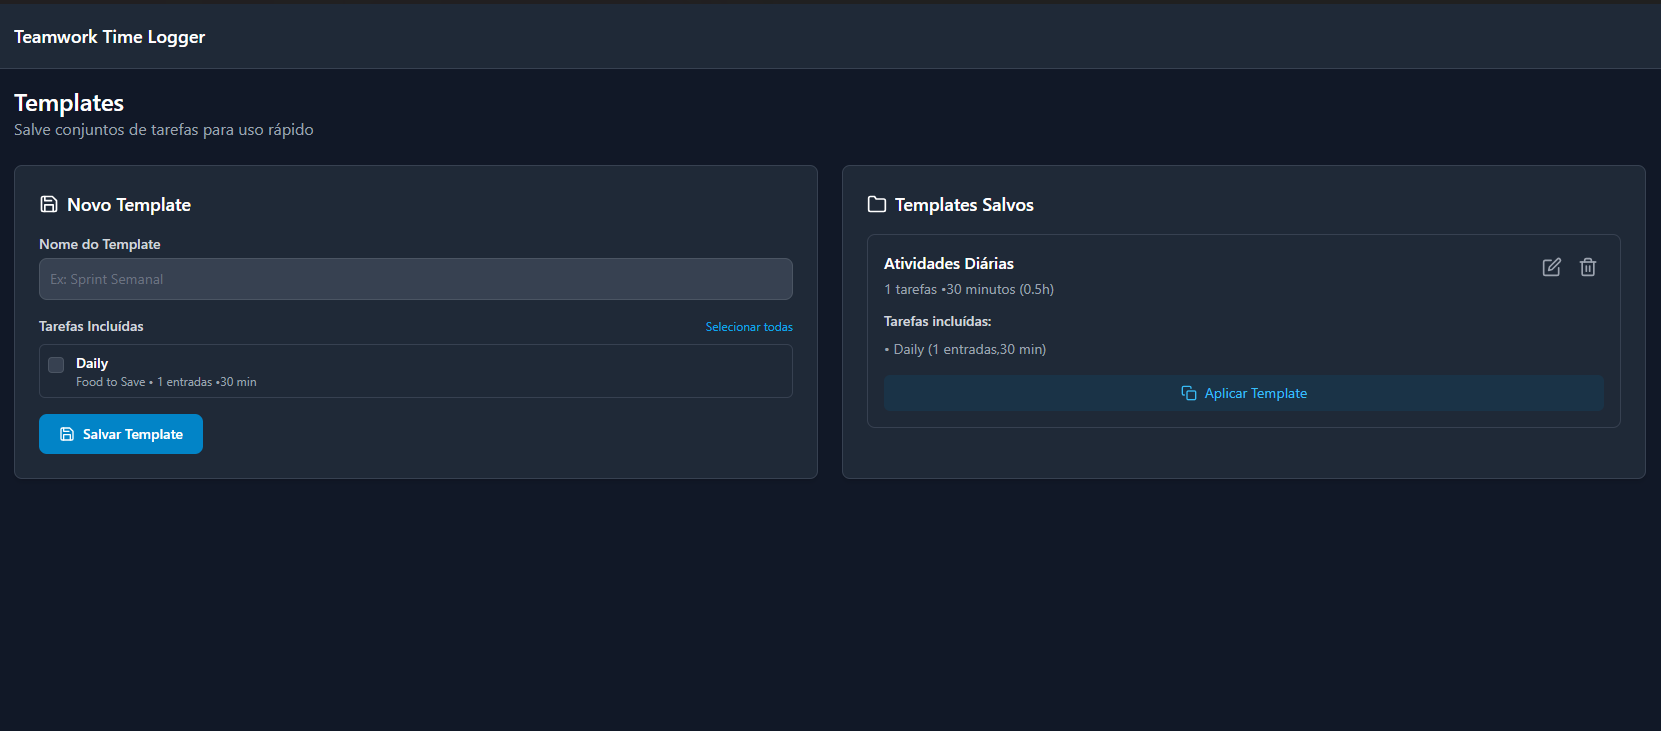 Teamwork Time Logger
Templates
Salve conjuntos de tarefas para uso rápido
Novo Template
Nome do Template
Ex: Sprint Semanal
Tarefas Incluídas
Selecionar todas
Daily
Food to Save • 1 entradas •30 min
Salvar Template
Templates Salvos
Atividades Diárias
1 tarefas •30 minutos (0.5h)
Tarefas incluídas:
• Daily (1 entradas,30 min)
Aplicar Template